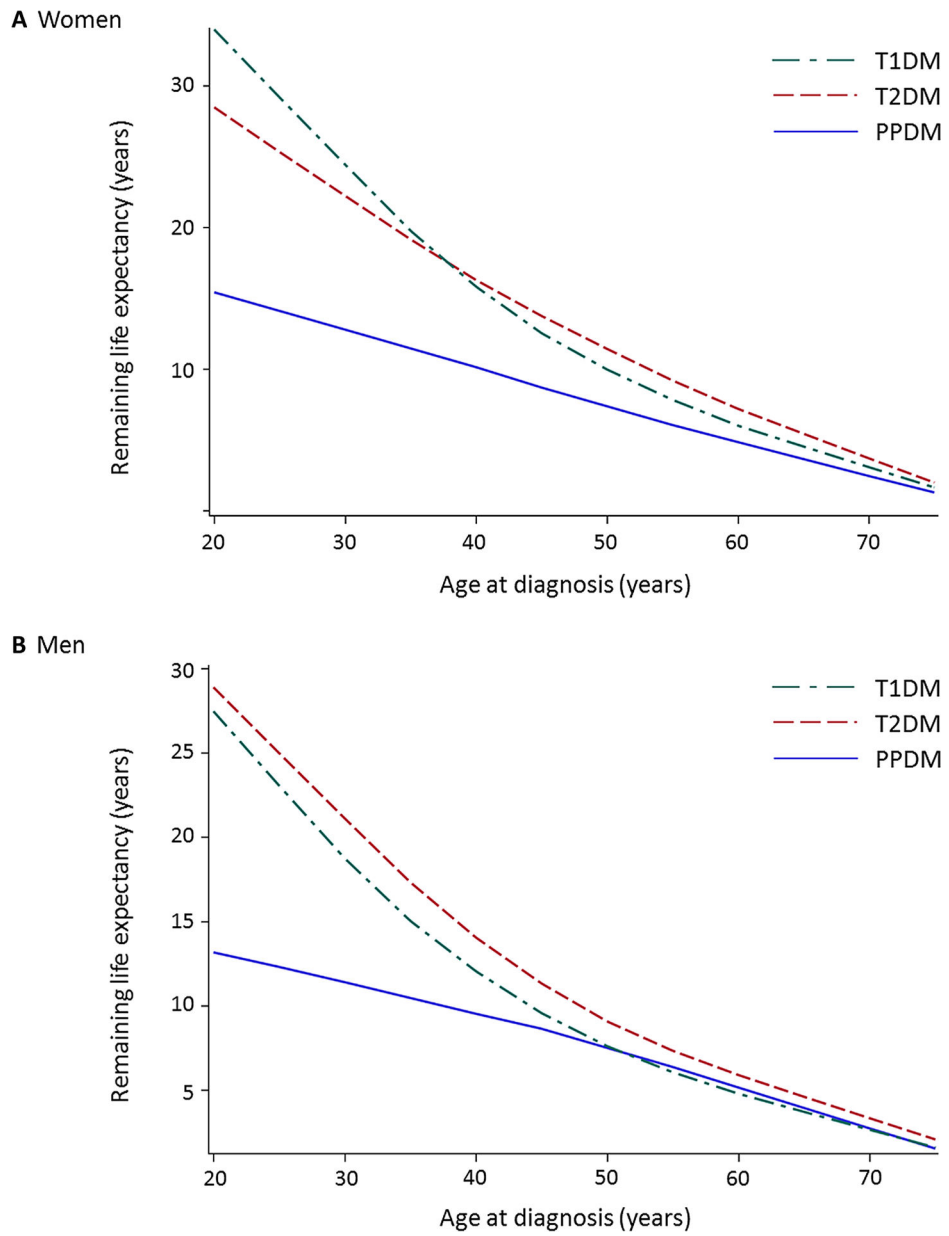 A Women
T1DM
T2DM
PPDM
Remaining life expectancy (years)
30
20
10
20 30 40 50 60 70
Age at diagnosis (years)
B Men
T1DM
T2DM
PPDM
Remaining life expectancy (years)
30
25
20
15
10
5
20 30 40 50 60 70
Age at diagnosis (years)